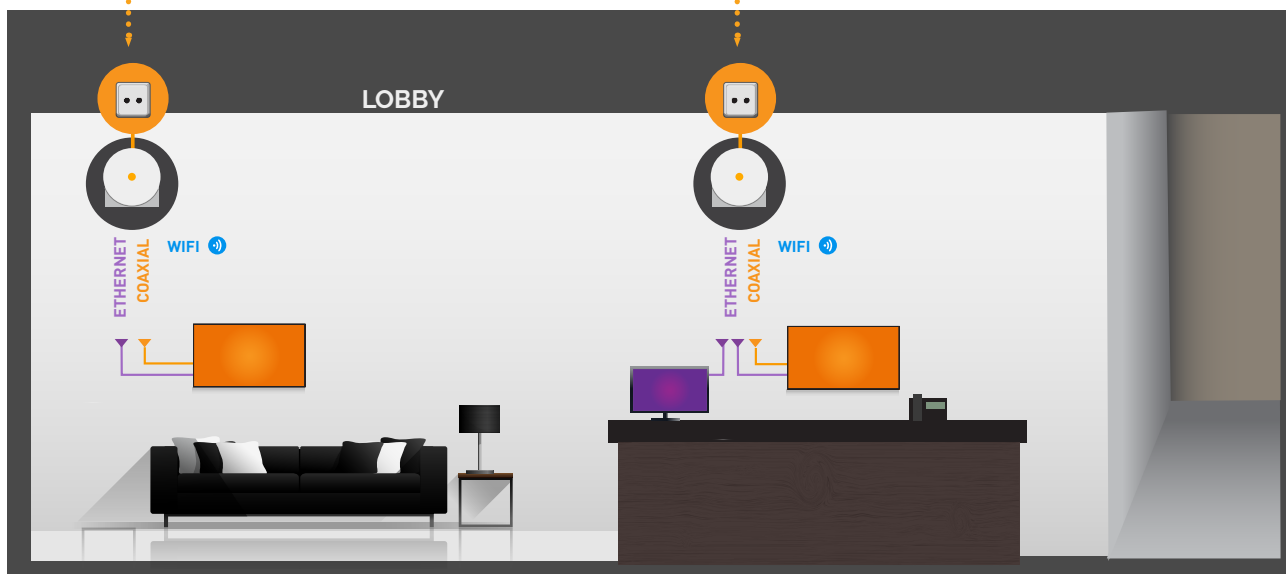 LOBBY
WIFI
WIFI
ETHERNET
COAXIAL
ETHERNET
COAXIAL